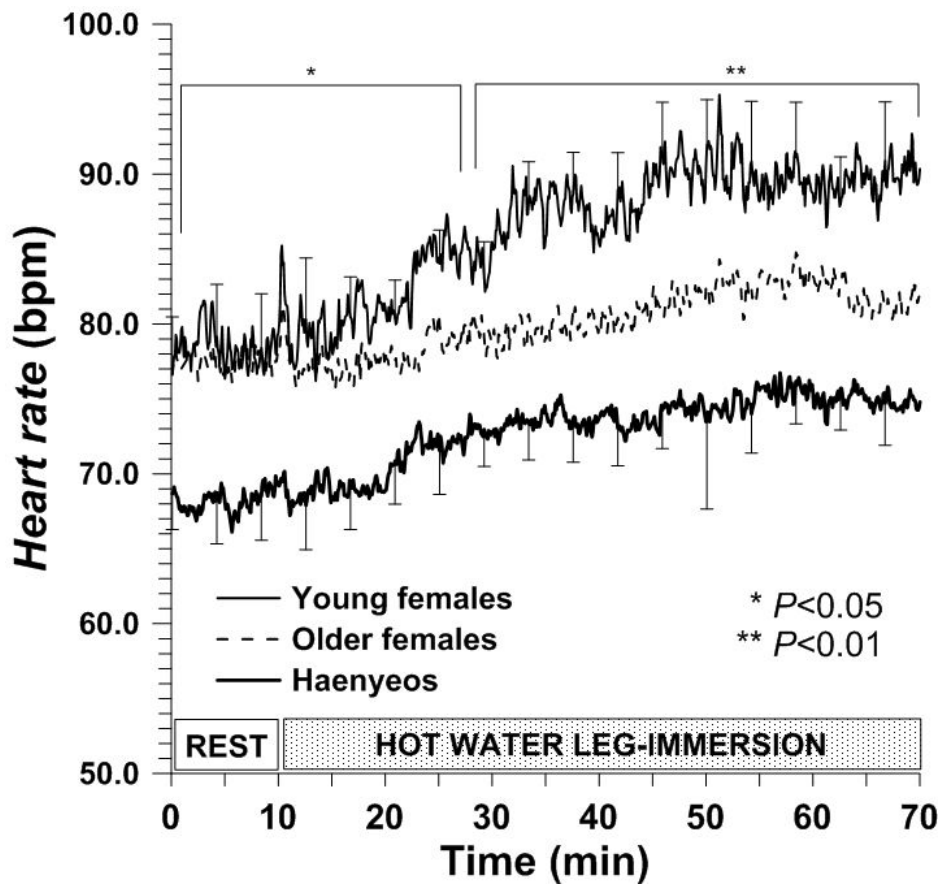 100.0
90.0
80.0
70.0
60.0
50.0
Heart rate (bpm)
*
**
Young females
Older females
Haenyeos
* P<0.05
** P<0.01
REST
HOT WATER LEG-IMMERSION
0 10 20 30 40 50 60 70
Time (min)